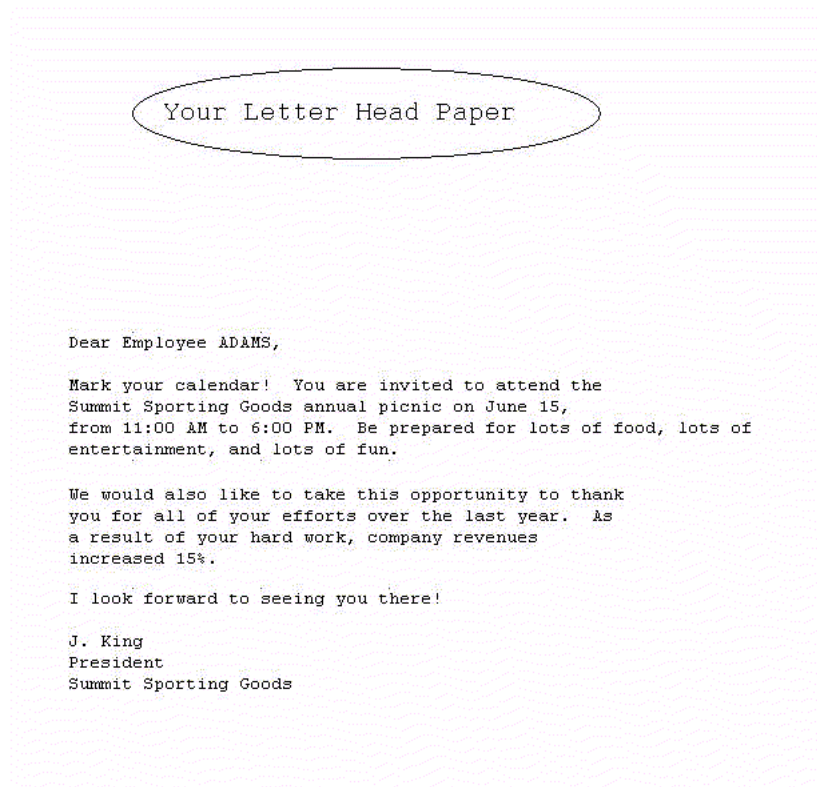 Your Letter Head Paper
Dear Employee ADAMS,
Mark your calendar!  You are invited to attend the
Summit Sporting Goods annual picnic on June 15,
from 11:00 AM to 6:00 PM.  Be prepared for lots of food, lots of
entertainment, and lots of fun.
We would also like to take this opportunity to thank
you for all of your efforts over the last year.  As
a result of your hard work, company revenues
increased 15%.
I look forward to seeing you there!
J. King
President
Summit Sporting Goods